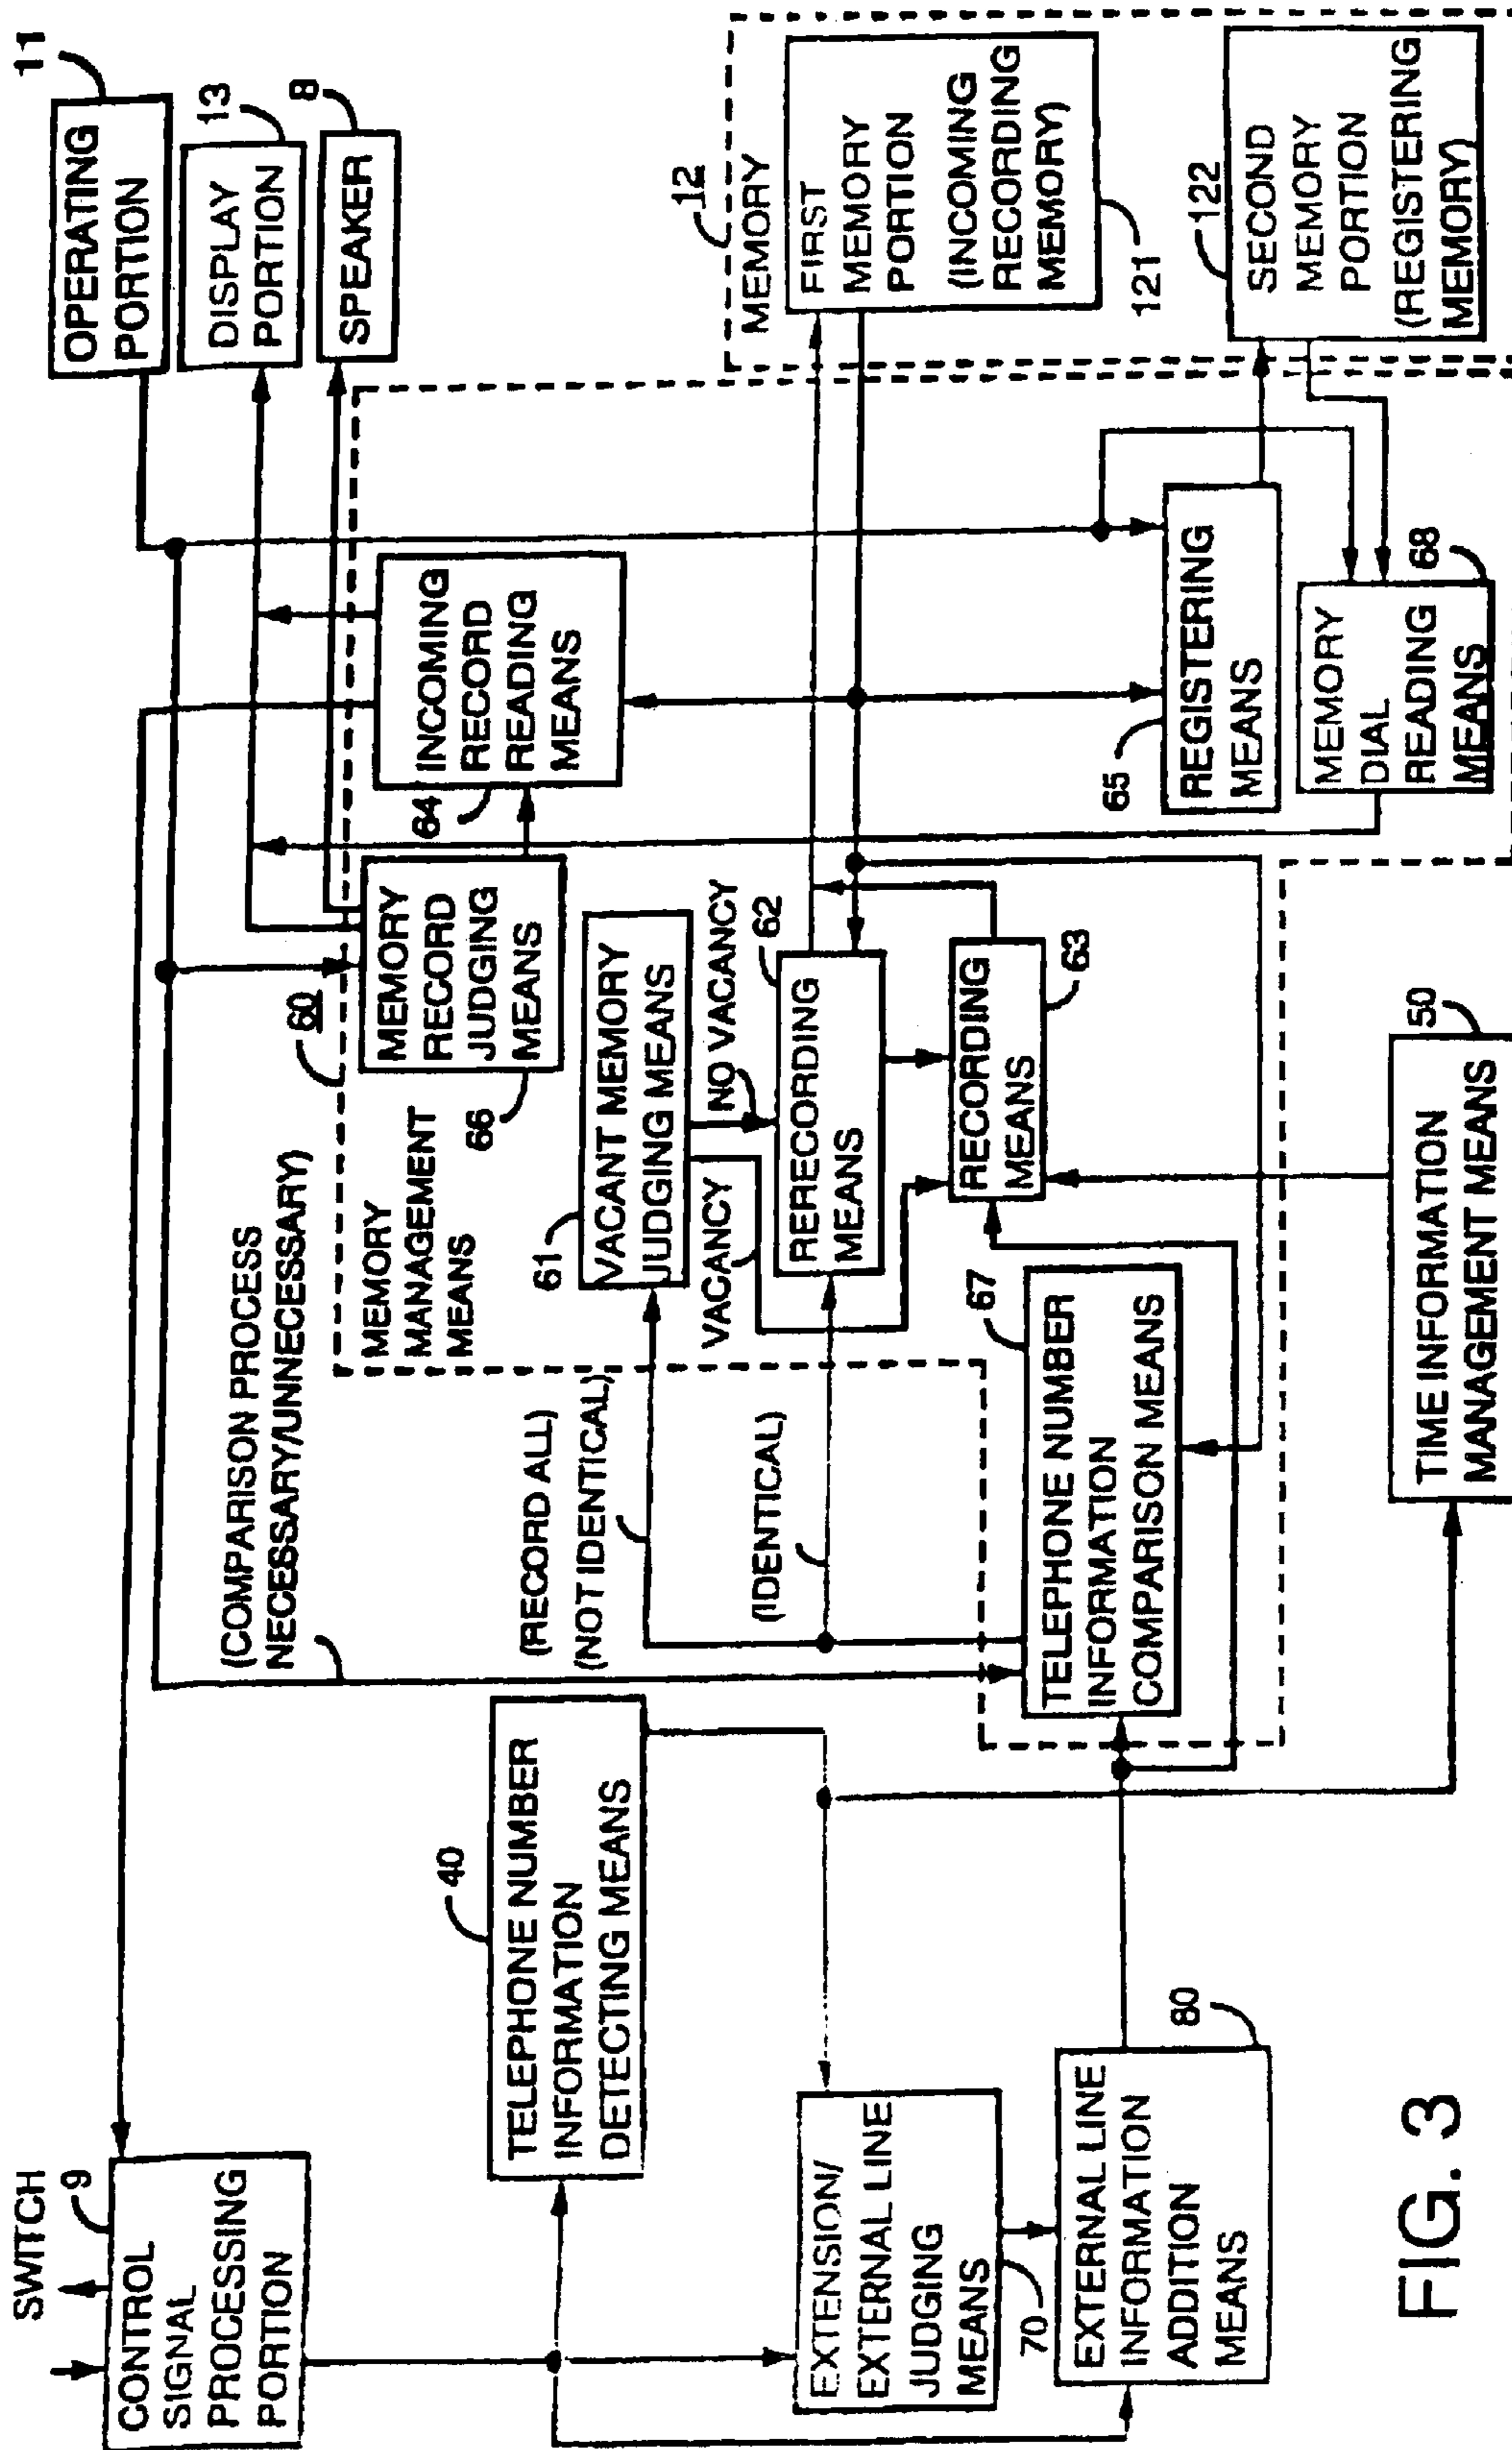 SWITCH
9
CONTROL
SIGNAL
PROCESSING
PORTION
40
TELEPHONE NUMBER
INFORMATION
DETECTING MEANS
EXTENSION/
EXTERNAL LINE
JUDGING
MEANS
70
EXTERNAL LINE
INFORMATION
ADDITION
MEANS
80
(COMPARISON PROCESS
NECESSARY/UNNECESSARY)
(RECORD ALL)
(NOT IDENTICAL)
(IDENTICAL)
60
MEMORY
MANAGEMENT
MEANS
MEMORY
RECORD
JUDGING
MEANS
66
61
VACANT MEMORY
JUDGING MEANS
VACANCY
NO VACANCY
62
RERECORDING
MEANS
RECORDING
MEANS
63
67
TELEPHONE NUMBER
INFORMATION
COMPARISON MEANS
50
TIME INFORMATION
MANAGEMENT MEANS
INCOMING
RECORD
READING
MEANS
64
65
REGISTERING
MEANS
MEMORY
DIAL
READING
MEANS
68
11
OPERATING
PORTION
DISPLAY
PORTION
13
SPEAKER
8
12
MEMORY
FIRST
MEMORY
PORTION
(INCOMING
RECORDING
MEMORY)
121
122
SECOND
MEMORY
PORTION
(REGISTERING
MEMORY)
FIG. 3